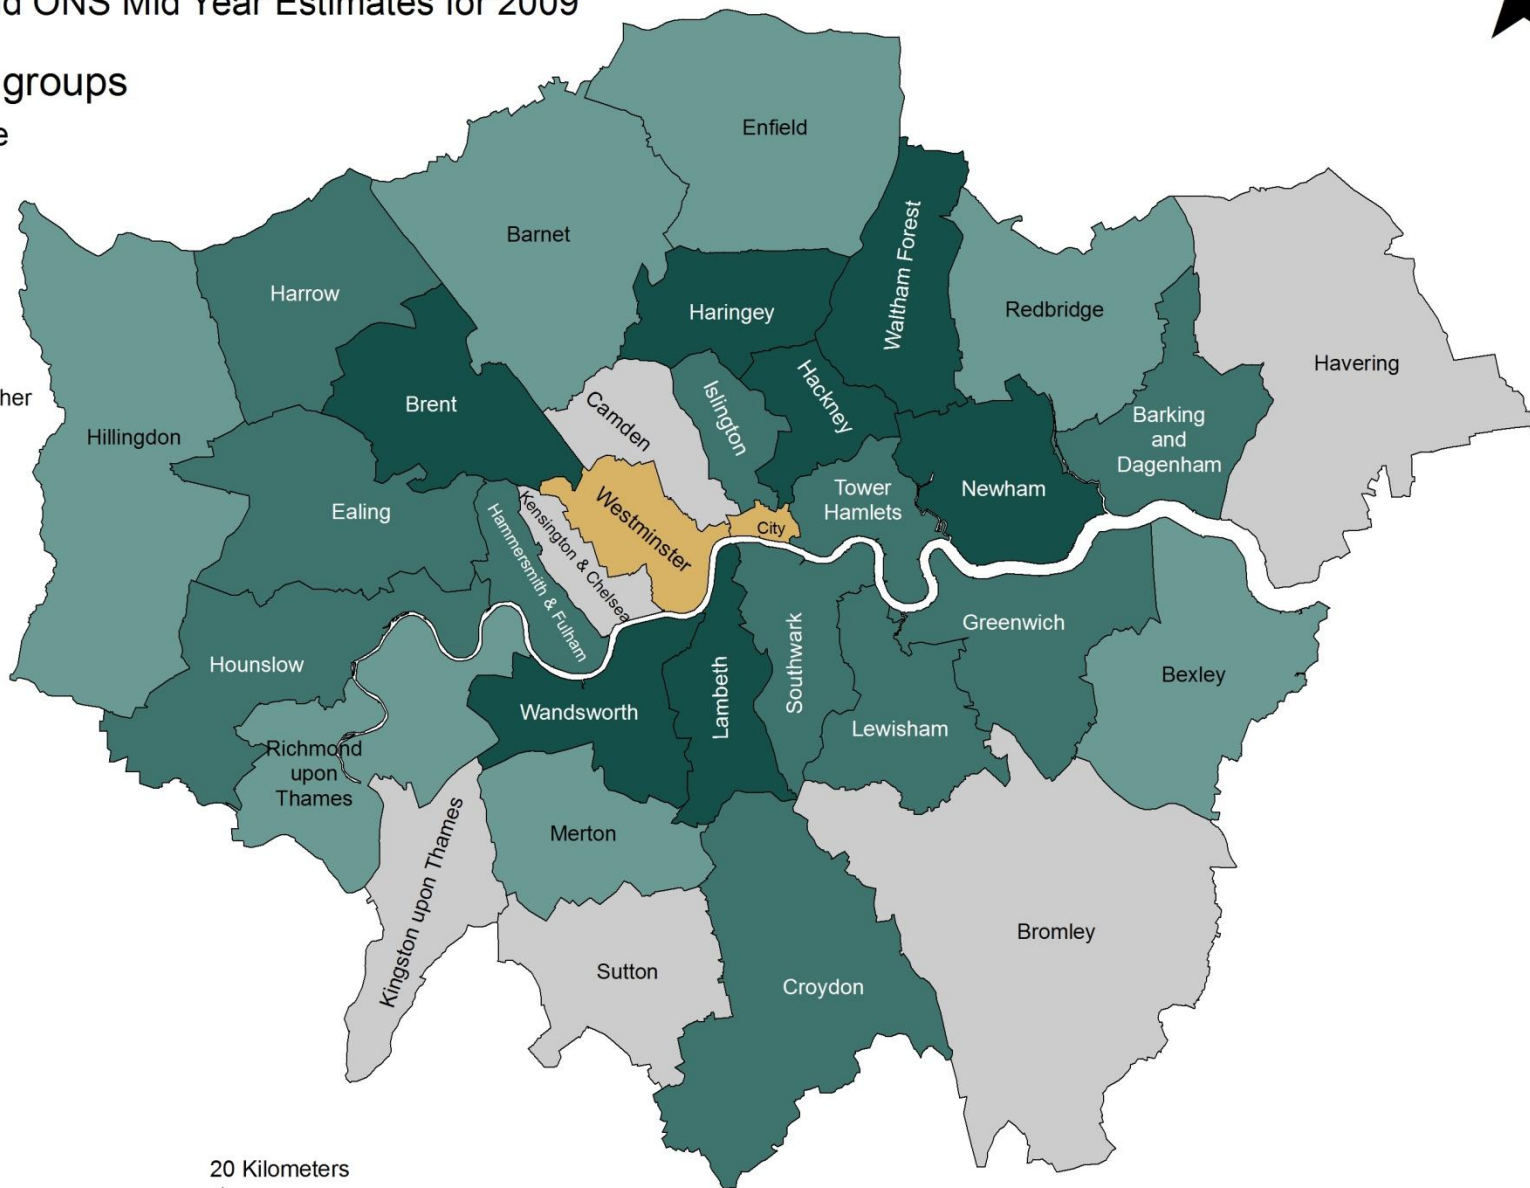 d ONS Mid Year Estimates for 2009
groups
Enfield
Barnet
Harrow
Waltham Forest
Haringey
Redbridge
Havering
Hackney
Islington
Camden
Brent
Hillingdon
Barking
and
Dagenham
Newham
Tower
Hamlets
Ealing
Westminster
City
Kensington & Chelsea
Hammersmith & Fulham
Hounslow
Greenwich
Southwark
Bexley
Lambeth
Wandsworth
Lewisham
Richmond
upon
Thames
Merton
Kingston upon Thames
Bromley
Sutton
Croydon
20 Kilometers